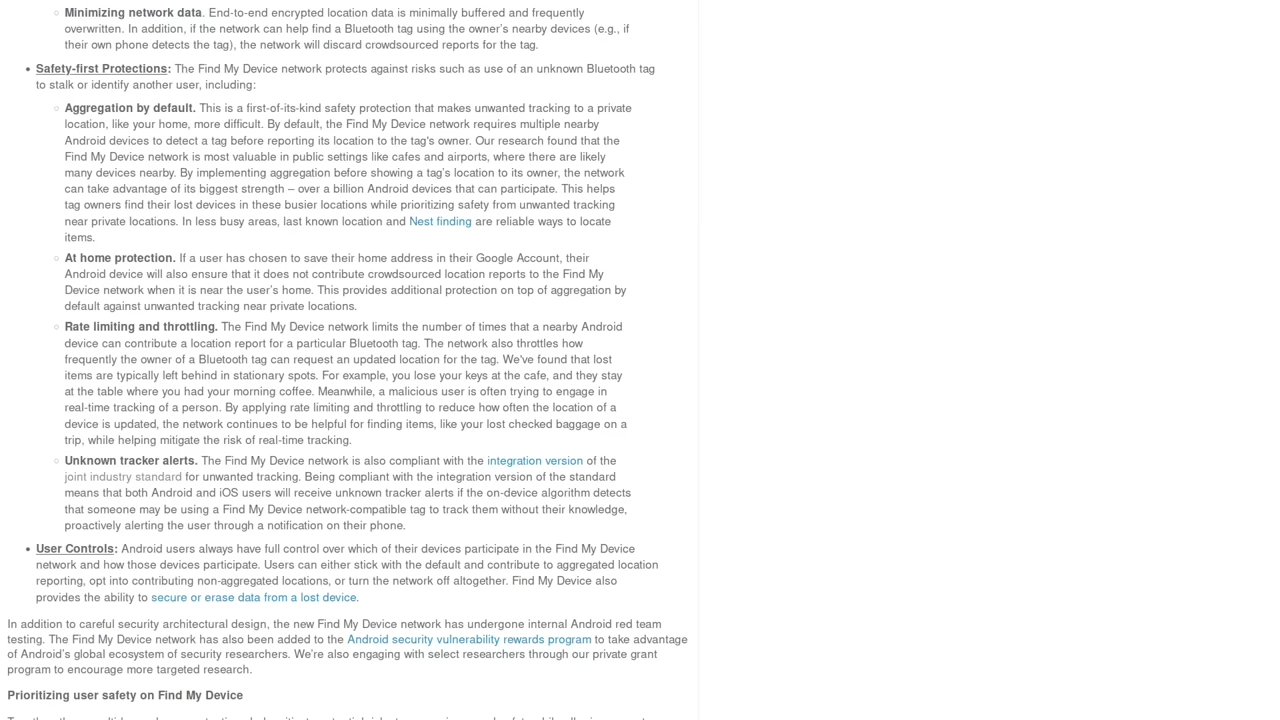 Minimizing network data. End-to-end encrypted location data is minimally buffered and frequently
overwritten. In addition, if the network can help find a Bluetooth tag using the owner's nearby devices (e.g., if
their own phone detects the tag), the network will discard crowdsourced reports for the tag.
Safety-first Protections: The Find My Device network protects against risks such as use of an unknown Bluetooth tag
to stalk or identify another user, including:
Aggregation by default. This is a first-of-its-kind safety protection that makes unwanted tracking to a private
location, like your home, more difficult. By default, the Find My Device network requires multiple nearby
Android devices to detect a tag before reporting its location to the tag's owner. Our research found that the
Find My Device network is most valuable in public settings like cafes and airports, where there are likely
many devices nearby. By implementing aggregation before showing a tag's location to its owner, the network
can take advantage of its biggest strength – over a billion Android devices that can participate. This helps
tag owners find their lost devices in these busier locations while prioritizing safety from unwanted tracking
near private locations. In less busy areas, last known location and Nest finding are reliable ways to locate
items.
At home protection. If a user has chosen to save their home address in their Google Account, their
Android device will also ensure that it does not contribute crowdsourced location reports to the Find My
Device network when it is near the user's home. This provides additional protection on top of aggregation by
default against unwanted tracking near private locations.
Rate limiting and throttling. The Find My Device network limits the number of times that a nearby Android
device can contribute a location report for a particular Bluetooth tag. The network also throttles how
frequently the owner of a Bluetooth tag can request an updated location for the tag. We've found that lost
items are typically left behind in stationary spots. For example, you lose your keys at the cafe, and they stay
at the table where you had your morning coffee. Meanwhile, a malicious user is often trying to engage in
real-time tracking of a person. By applying rate limiting and throttling to reduce how often the location of a
device is updated, the network continues to be helpful for finding items, like your lost checked baggage on a
trip, while helping mitigate the risk of real-time tracking.
Unknown tracker alerts. The Find My Device network is also compliant with the integration version of the
joint industry standard for unwanted tracking. Being compliant with the integration version of the standard
means that both Android and iOS users will receive unknown tracker alerts if the on-device algorithm detects
that someone may be using a Find My Device network-compatible tag to track them without their knowledge,
proactively alerting the user through a notification on their phone.
User Controls: Android users always have full control over which of their devices participate in the Find My Device
network and how those devices participate. Users can either stick with the default and contribute to aggregated location
reporting, opt into contributing non-aggregated locations, or turn the network off altogether. Find My Device also
provides the ability to secure or erase data from a lost device.
In addition to careful security architectural design, the new Find My Device network has undergone internal Android red team
testing. The Find My Device network has also been added to the Android security vulnerability rewards program to take advantage
of Android's global ecosystem of security researchers. We're also engaging with select researchers through our private grant
program to encourage more targeted research.
Prioritizing user safety on Find My Device